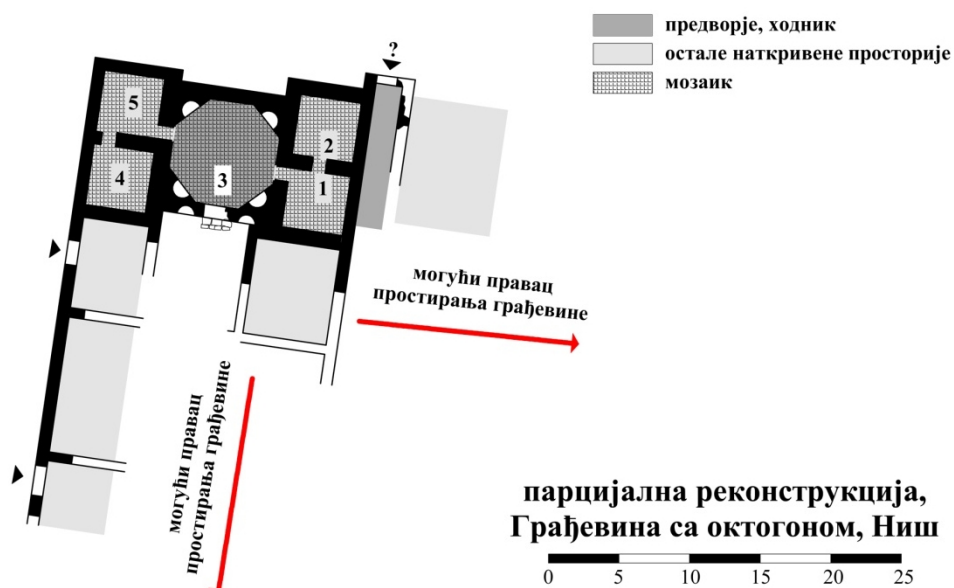 предворје, ходник
остале наткривене просторије
мозаик
?
5
2
4
3
1
могући правац
простирања грађевине
могући правац
простирања грађевине
парцијална реконструкција,
Грађевина са октогоном, Ниш
0 5 10 15 20 25